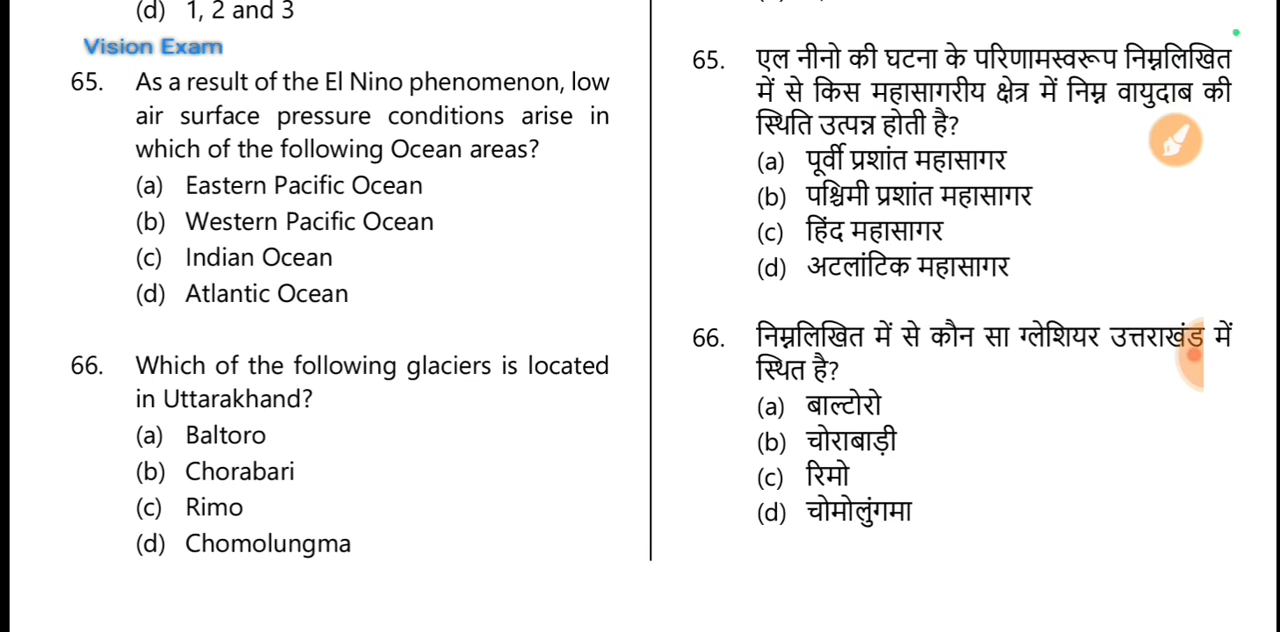 (d) 1, 2 and 3
Vision Exam
65. As a result of the El Nino phenomenon, low
air surface pressure conditions arise in
which of the following Ocean areas?
(a) Eastern Pacific Ocean
(b) Western Pacific Ocean
(c) Indian Ocean
(d) Atlantic Ocean
66. Which of the following glaciers is located
in Uttarakhand?
(a) Baltoro
(b) Chorabari
(c) Rimo
(d) Chomolungma
65. एल नीनो की घटना के परिणामस्वरूप निम्नलिखित
में से किस महासागरीय क्षेत्र में निम्न वायुदाब की
स्थिति उत्पन्न होती है?
(a) पूर्वी प्रशांत महासागर
(b) पश्चिमी प्रशांत महासागर
(c) हिंद महासागर
(d) अटलांटिक महासागर
66. निम्नलिखित में से कौन सा ग्लेशियर उत्तराखंड में
स्थित है?
(a) बाल्टोरो
(b) चोराबाड़ी
(c) रिमो
(d) चोमोलुंगमा